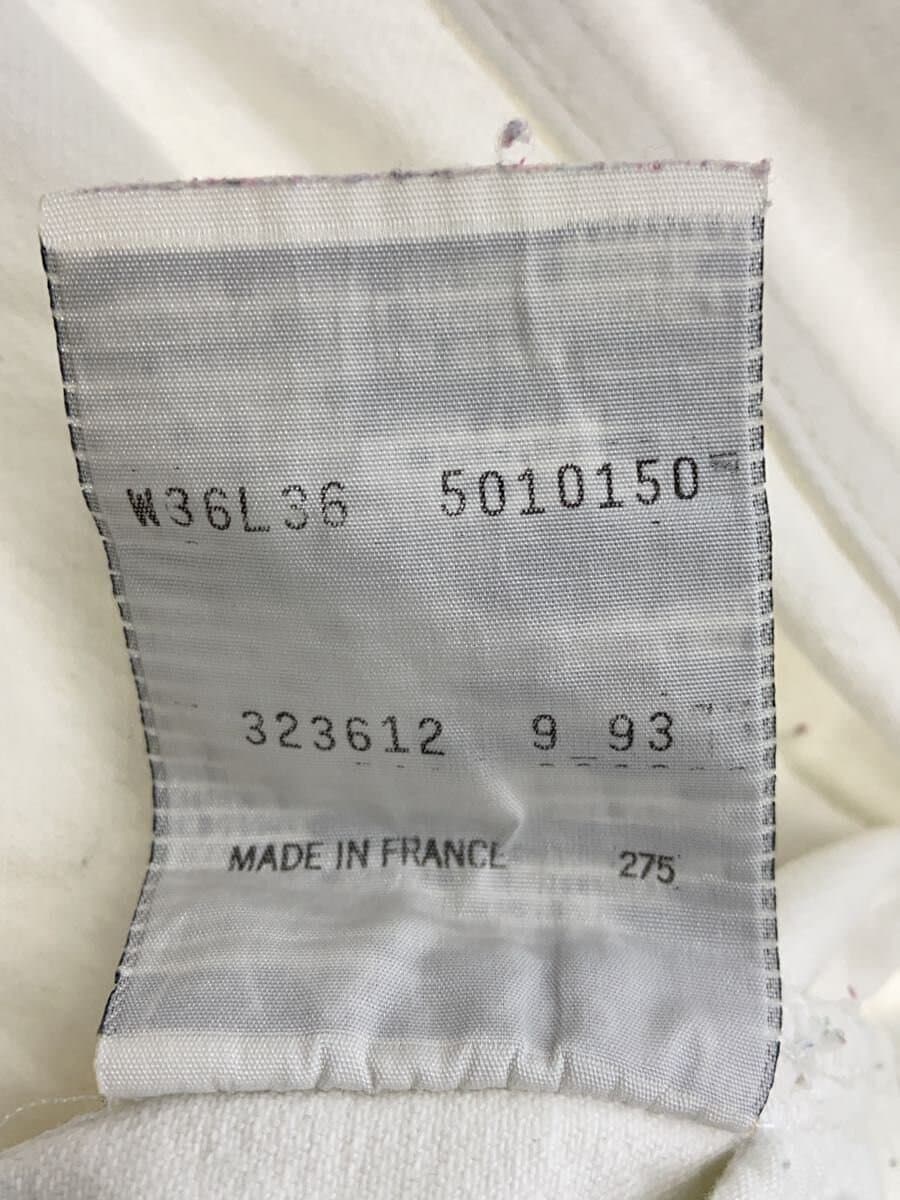 W36L36 5010150
323612 9 93
MADE IN FRANCE 275